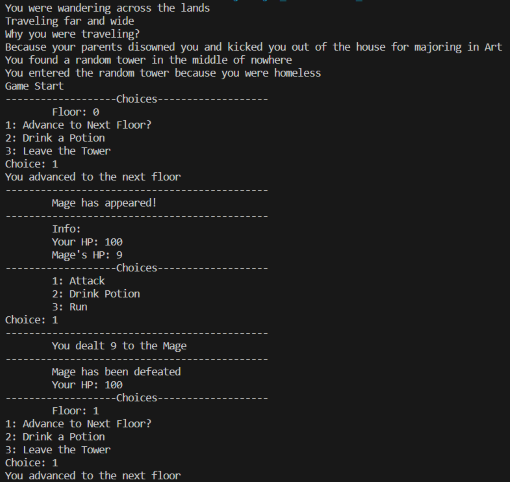 You were wandering across the lands
Traveling far and wide
Why you were traveling?
Because your parents disowned you and kicked you out of the house for majoring in Art
You found a random tower in the middle of nowhere
You entered the random tower because you were homeless
Game Start
-------------------Choices-------------------
Floor: 0
1: Advance to Next Floor?
2: Drink a Potion
3: Leave the Tower
Choice: 1
You advanced to the next floor
---------------------------------------------
Mage has appeared!
---------------------------------------------
Info:
Your HP: 100
Mage's HP: 9
-------------------Choices-------------------
1: Attack
2: Drink Potion
3: Run
Choice: 1
---------------------------------------------
You dealt 9 to the Mage
---------------------------------------------
Mage has been defeated
Your HP: 100
-------------------Choices-------------------
Floor: 1
1: Advance to Next Floor?
2: Drink a Potion
3: Leave the Tower
Choice: 1
You advanced to the next floor